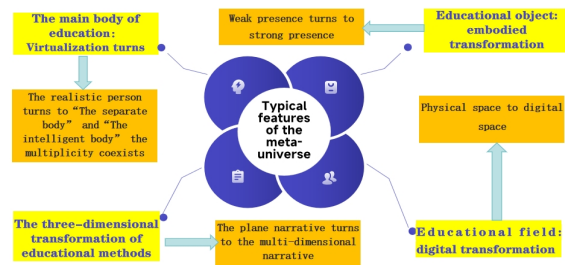 The main body of
education:
Virtualization turns
The realistic person
turns to “The separate
body” and “The
intelligent body” the
multiplicity coexists
Weak presence turns to
strong presence
Educational object:
embodied
transformation
Typical
features
of the
meta-
universe
Physical space to digital
space
The three-dimensional
transformation of
educational methods
The plane narrative turns
to the multi-dimensional
narrative
Educational field:
digital transformation